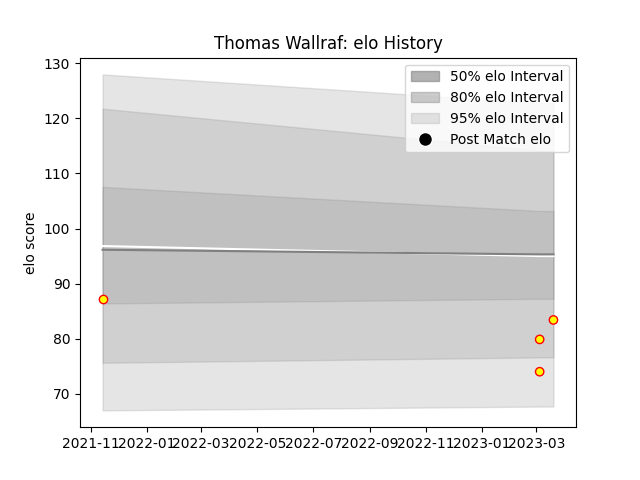 Thomas Wallraf: elo History
50% elo Interval
80% elo Interval
95% elo Interval
Post Match elo
elo score
130
120
110
100
90
80
70
2021-11 2022-01 2022-03 2022-05 2022-07 2022-09 2022-11 2023-01 2023-03